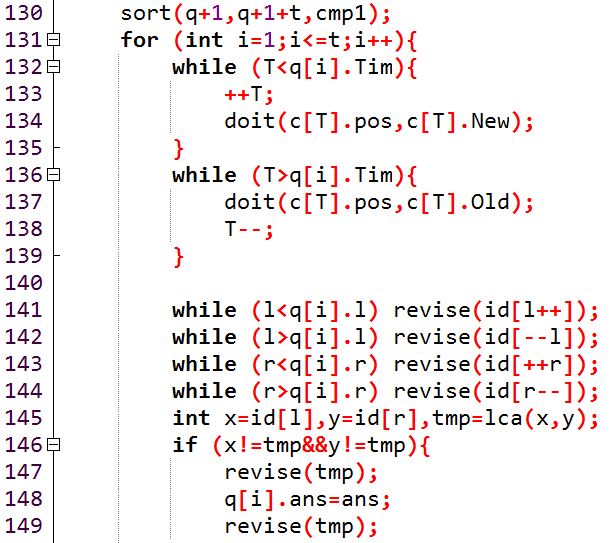 130 sort(q+1,q+1+t,cmp1);
131 for (int i=1;i<=t;i++){
132 while (T<q[i].Tim){
133 ++T;
134 doit(c[T].pos,c[T].New);
135 }
136 while (T>q[i].Tim){
137 doit(c[T].pos,c[T].Old);
138 T--;
139 }
140
141 while (l<q[i].l) revise(id[l++]);
142 while (l>q[i].l) revise(id[--l]);
143 while (r<q[i].r) revise(id[++r]);
144 while (r>q[i].r) revise(id[r--]);
145 int x=id[l],y=id[r],tmp=lca(x,y);
146 if (x!=tmp&&y!=tmp){
147 revise(tmp);
148 q[i].ans=ans;
149 revise(tmp);